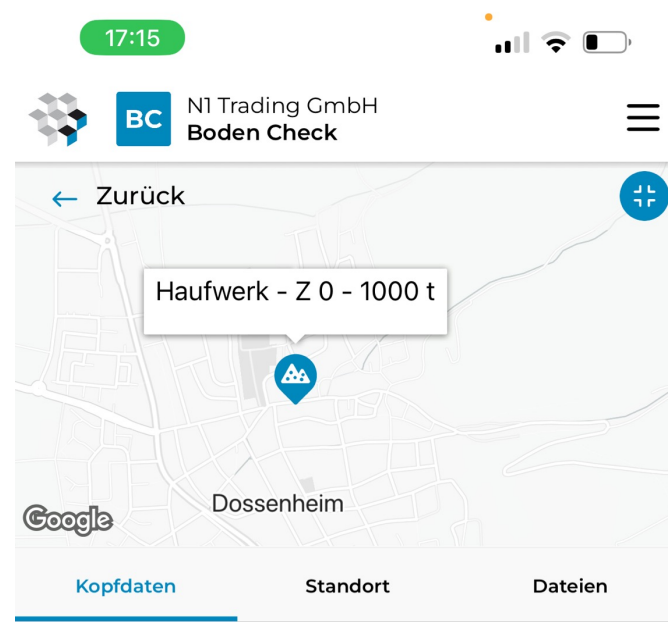 17:15
BC
N1 Trading GmbH
Boden Check
← Zurück
Haufwerk - Z 0 - 1000 t
Dossenheim
Google
Kopfdaten
Standort
Dateien